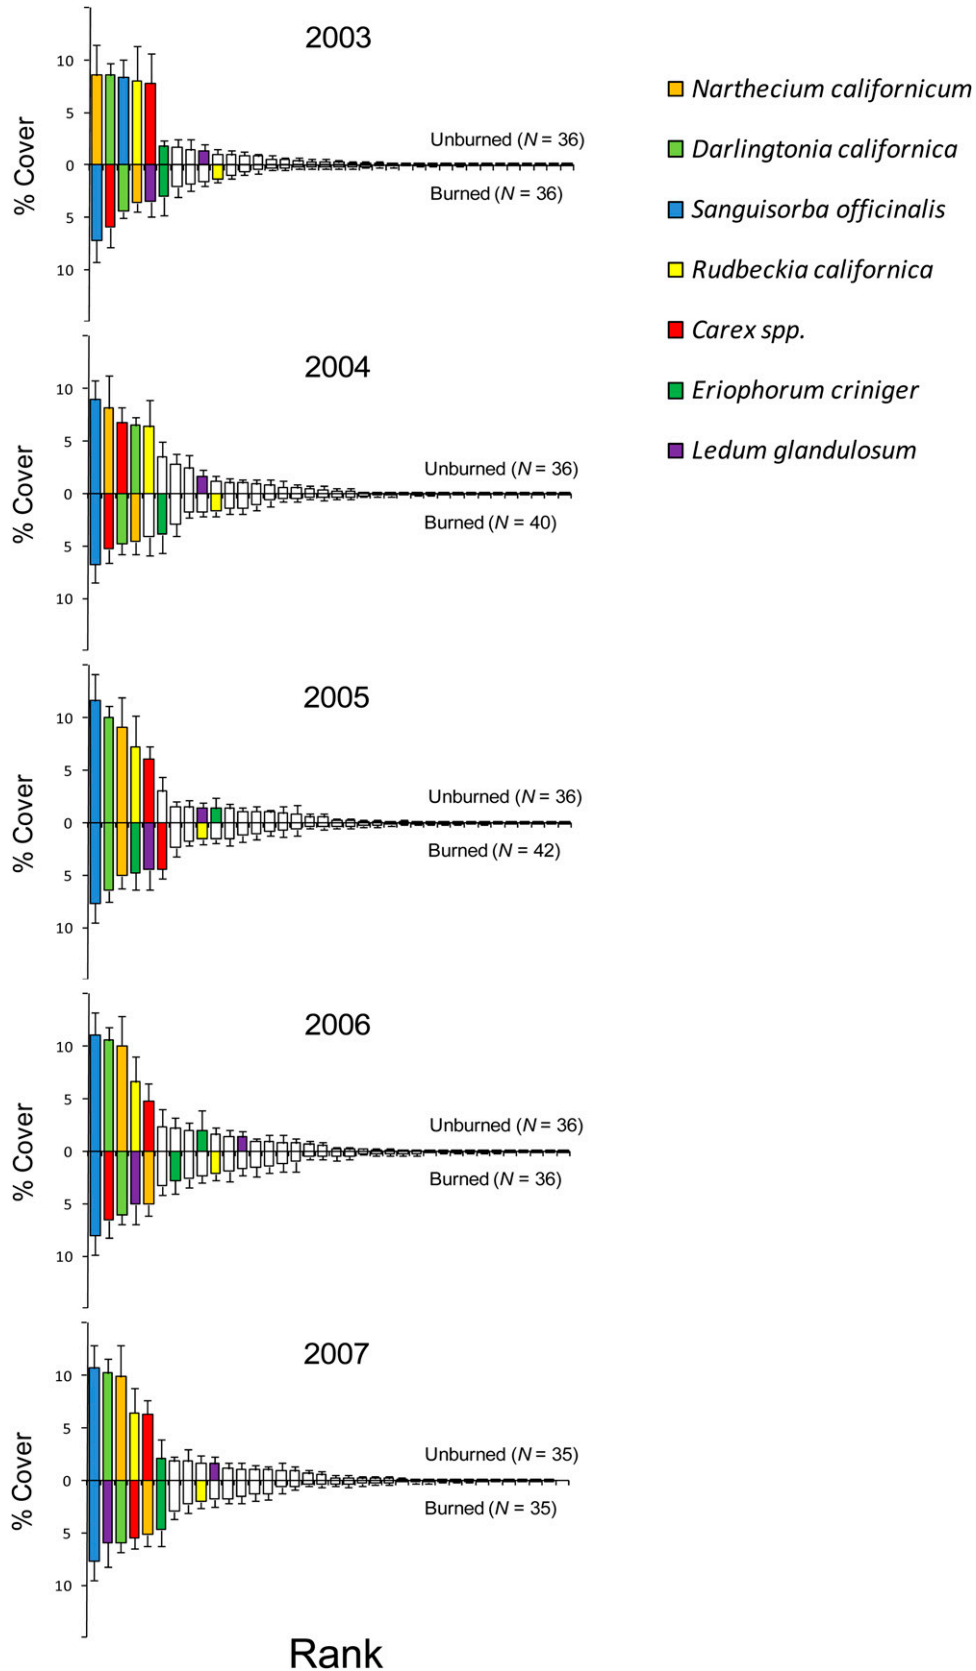 2003
10
5
0
5
10
% Cover
Unburned (N = 36)
Burned (N = 36)
Narthecium californicum
Darlingtonia californica
Sanguisorba officinalis
Rudbeckia californica
Carex spp.
Eriophorum criniger
Ledum glandulosum
2004
10
5
0
5
10
% Cover
Unburned (N = 36)
Burned (N = 40)
2005
10
5
0
5
10
% Cover
Unburned (N = 36)
Burned (N = 42)
2006
10
5
0
5
10
% Cover
Unburned (N = 36)
Burned (N = 36)
2007
10
5
0
5
10
% Cover
Unburned (N = 35)
Burned (N = 35)
Rank